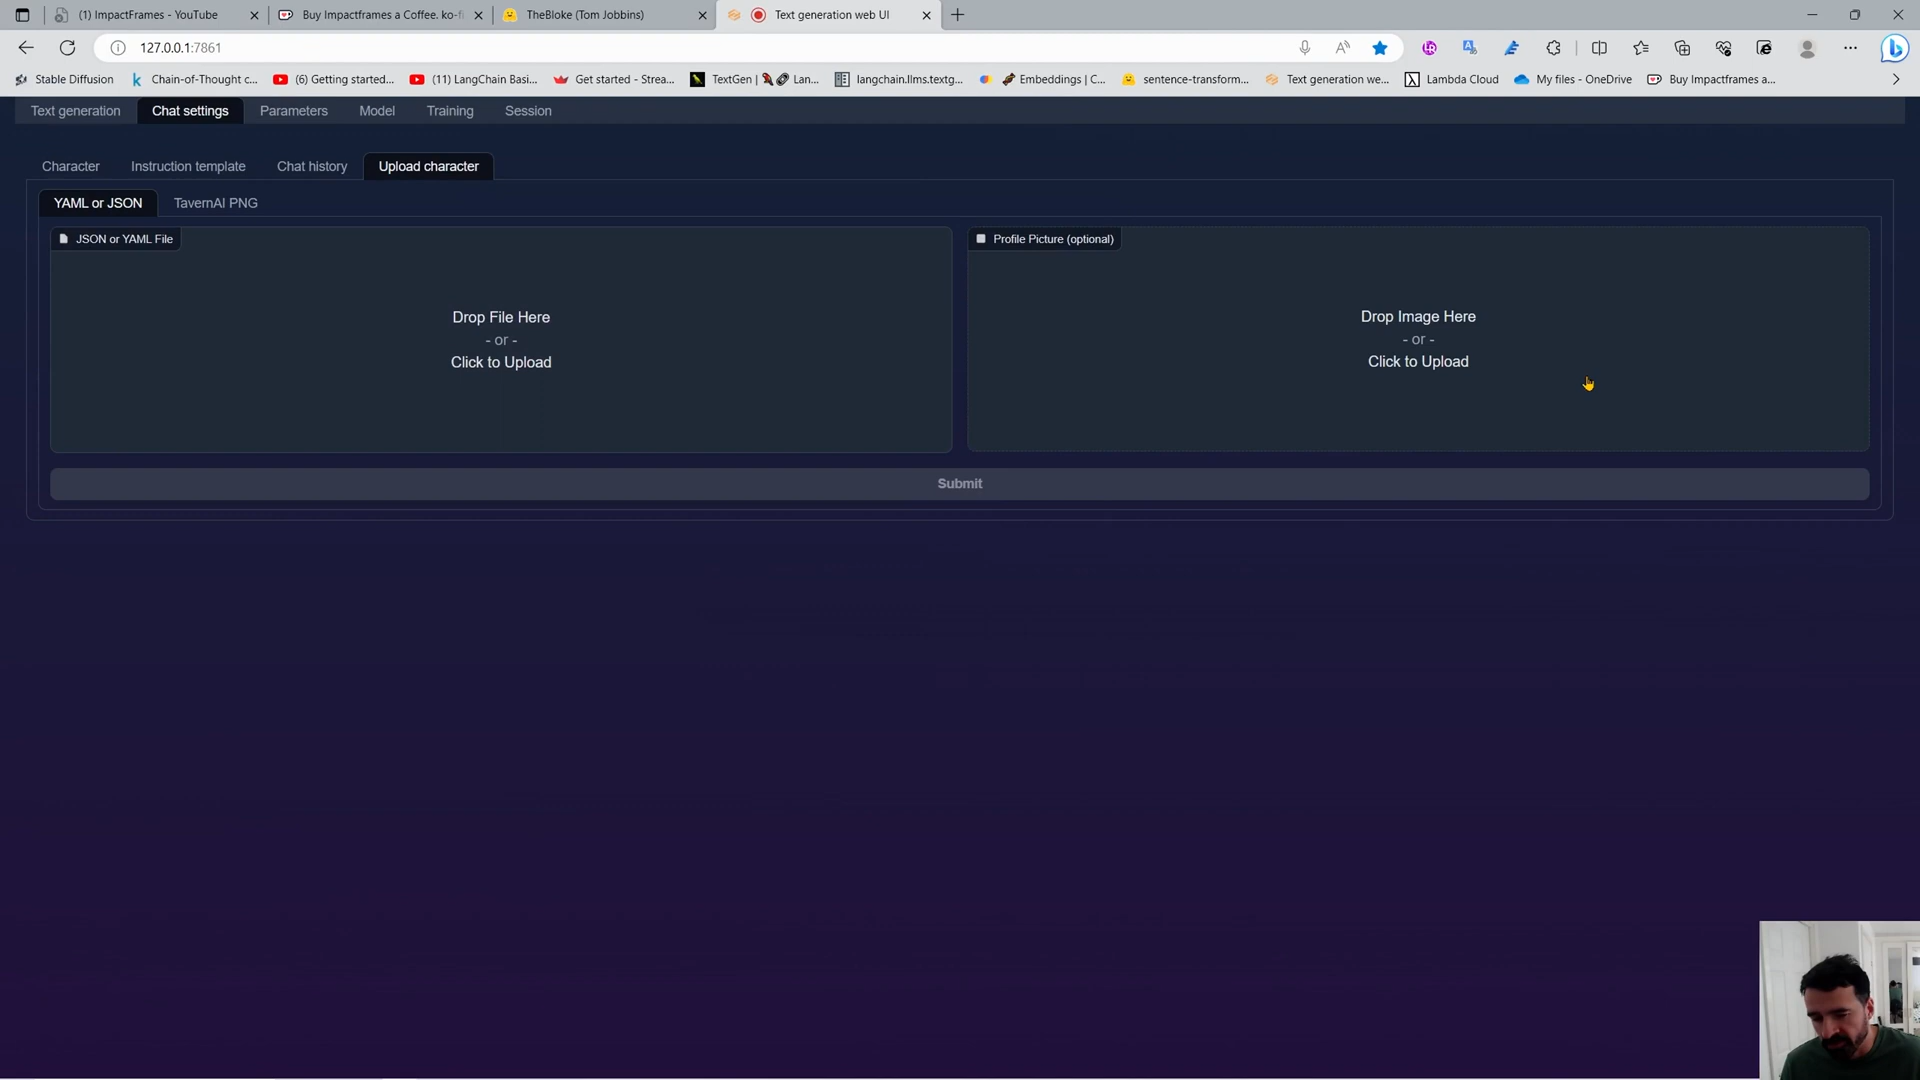 (1) ImpactFrames - YouTube
Buy Impactframes a Coffee. ko-fi
TheBloke (Tom Jobbins)
Text generation web UI
127.0.0.1:7861
Stable Diffusion
Chain-of-Thought c...
(6) Getting started...
(11) LangChain Basi...
Get started - Strea...
TextGen | Lan...
langchain.llms.textg...
Embeddings | C...
sentence-transform...
Text generation we...
Lambda Cloud
My files - OneDrive
Buy Impactframes a...
Text generation
Chat settings
Parameters
Model
Training
Session
Character
Instruction template
Chat history
Upload character
YAML or JSON
TavernAI PNG
JSON or YAML File
Drop File Here
- or -
Click to Upload
Profile Picture (optional)
Drop Image Here
- or -
Click to Upload
Submit